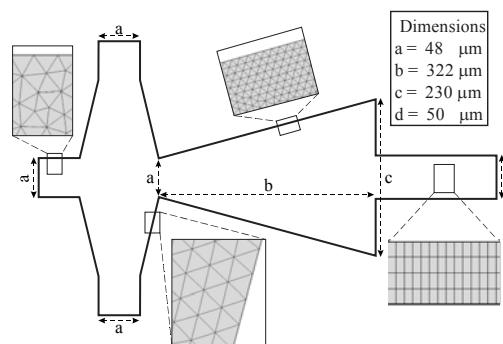 a
Dimensions
a = 48 μm
b = 322 μm
c = 230 μm
d = 50 μm
a
a
b
c
a